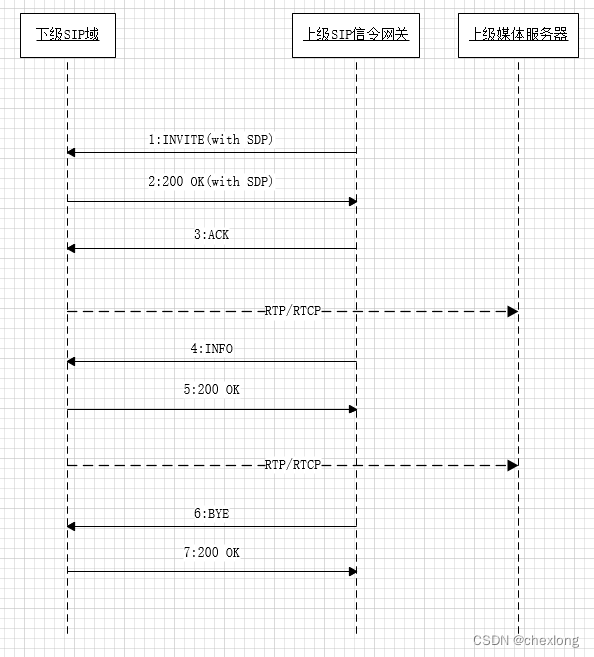 下级SIP域
上级SIP信令网关
上级媒体服务器
1:INVITE(with SDP)
2:200 OK(with SDP)
3:ACK
RTP/RTCP
4:INFO
5:200 OK
RTP/RTCP
6:BYE
7:200 OK
CSDN @chexlong